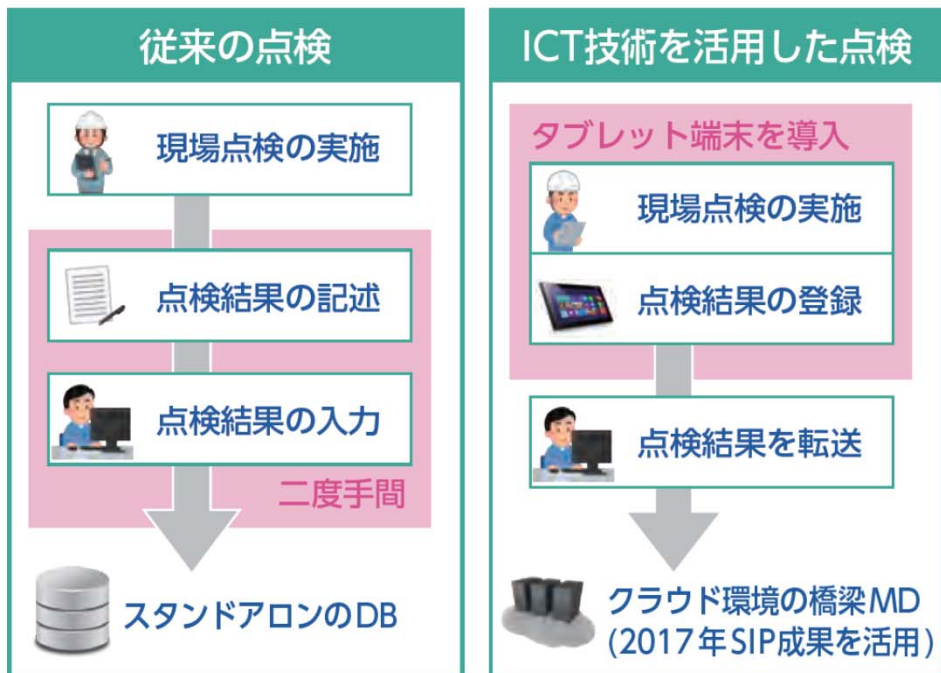 従来の点検
現場点検の実施
点検結果の記述
点検結果の入力
二度手間
スタンドアロンのDB
ICT技術を活用した点検
タブレット端末を導入
現場点検の実施
点検結果の登録
点検結果を転送
クラウド環境の橋梁MD
(2017年SIP成果を活用)